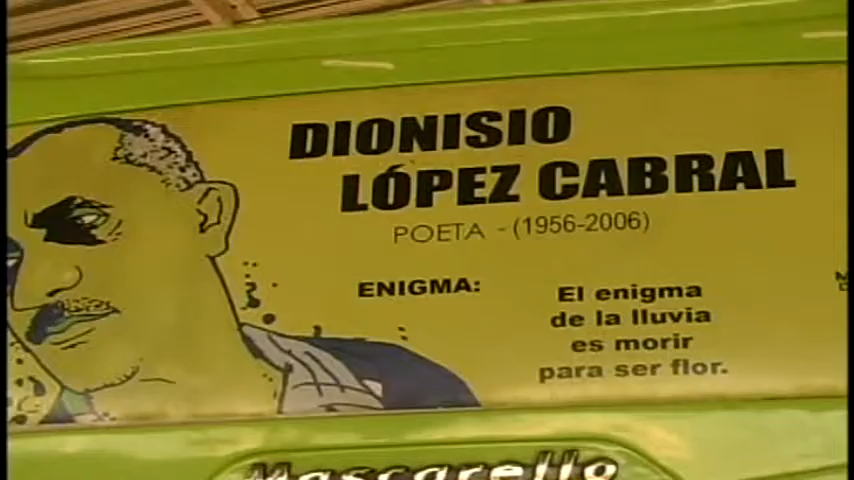 DIONISIO
LÓPEZ CABRAL
POETA - (1956-2006)
ENIGMA:
El enigma
de la lluvia
es morir
para ser flor.
Mascarello